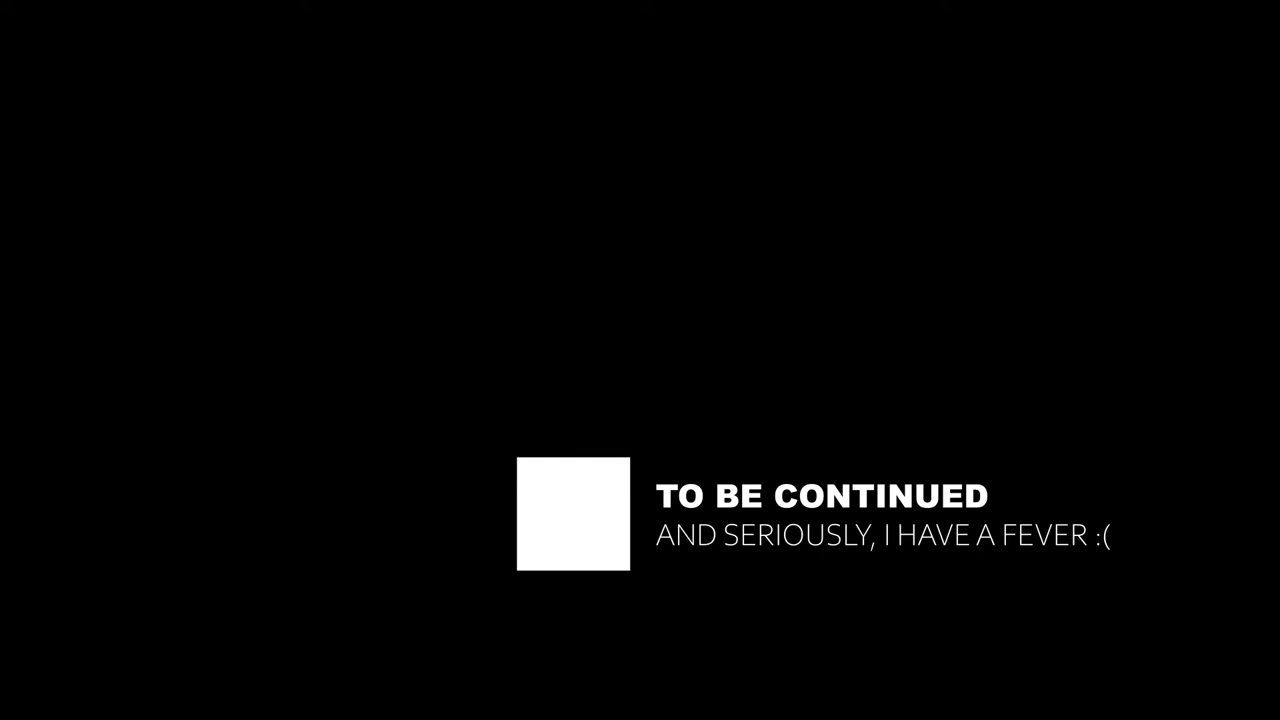 TO BE CONTINUED
AND SERIOUSLY, I HAVE A FEVER :(